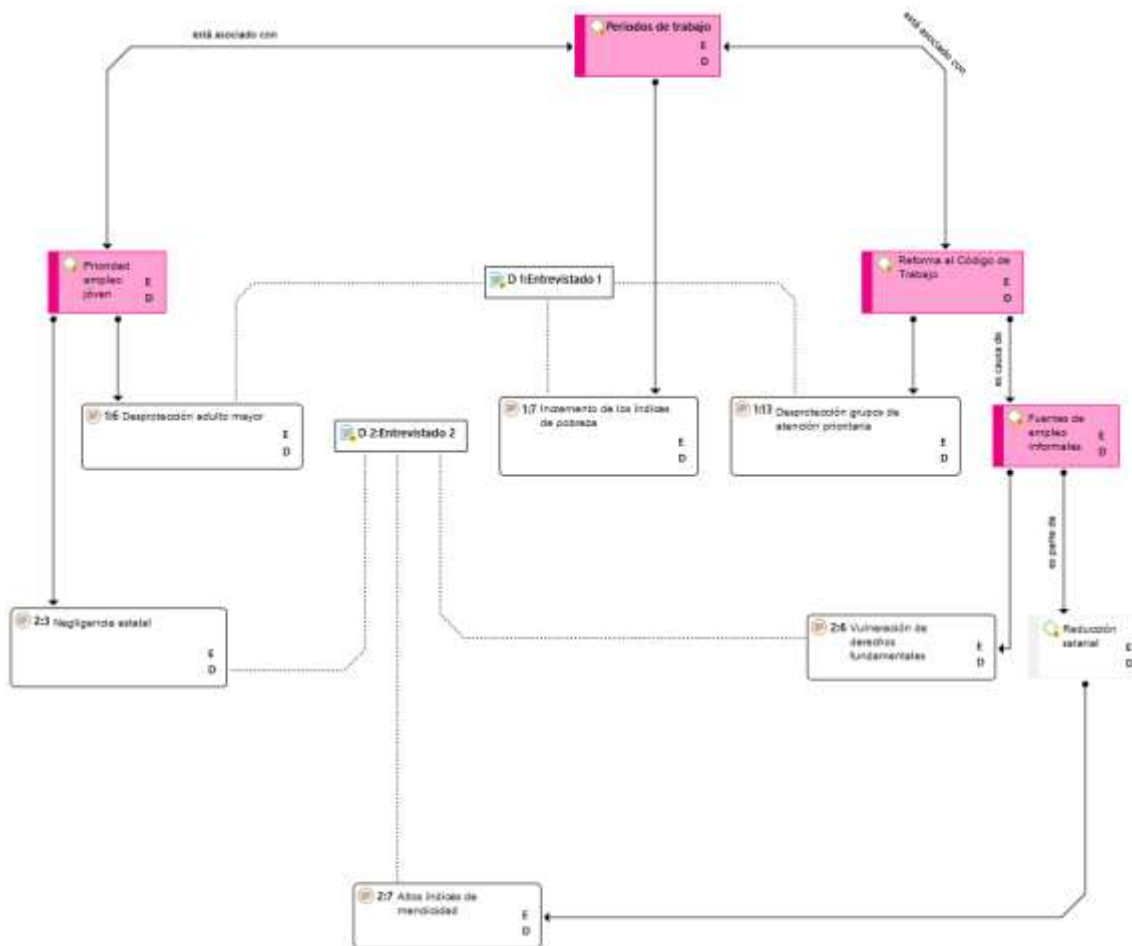 Periodos de trabajo
E
D
está asociado con
está asociado con
Prioridad
empleo
jóven
E
D
D 1:Entrevistado 1
Reforma al Código de
Trabajo
E
D
es causa de
1:6 Desprotección adulto mayor
E
D
D 2:Entrevistado 2
1:7 Incremento de los índices
de pobreza
E
D
1:13 Desprotección grupos de
atención prioritaria
E
D
Fuentes de
empleo
informales
E
D
es parte de
2:3 Negligencia estatal
E
D
2:6 Vulneración de
derechos
fundamentales
E
D
Reducción
salarial
E
D
2:7 Altos índices de
mendicidad
E
D